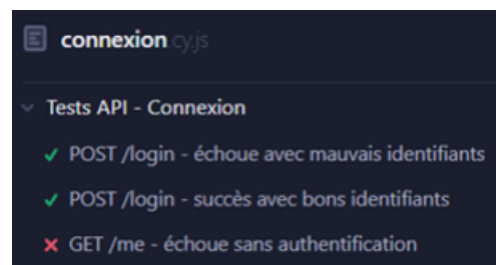 connexion.cy.js
Tests API - Connexion
POST /login - échoue avec mauvais identifiants
POST /login - succès avec bons identifiants
GET /me - échoue sans authentification